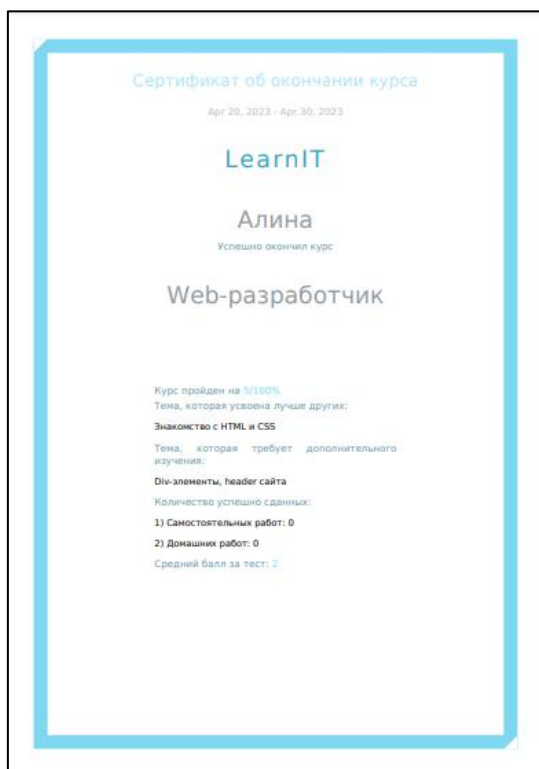 Сертификат об окончании курса
Apr 20, 2023 - Apr 30, 2023
LearnIT
Алина
Успешно окончил курс
Web-разработчик
Курс пройден на 5/100%
Тема, которая усвоена лучше других:
Знакомство с HTML и CSS
Тема, которая требует дополнительного
изучения:
Div-элементы, header сайта
Количество успешно сданных:
1) Самостоятельных работ: 0
2) Домашних работ: 0
Средний балл за тест: 2